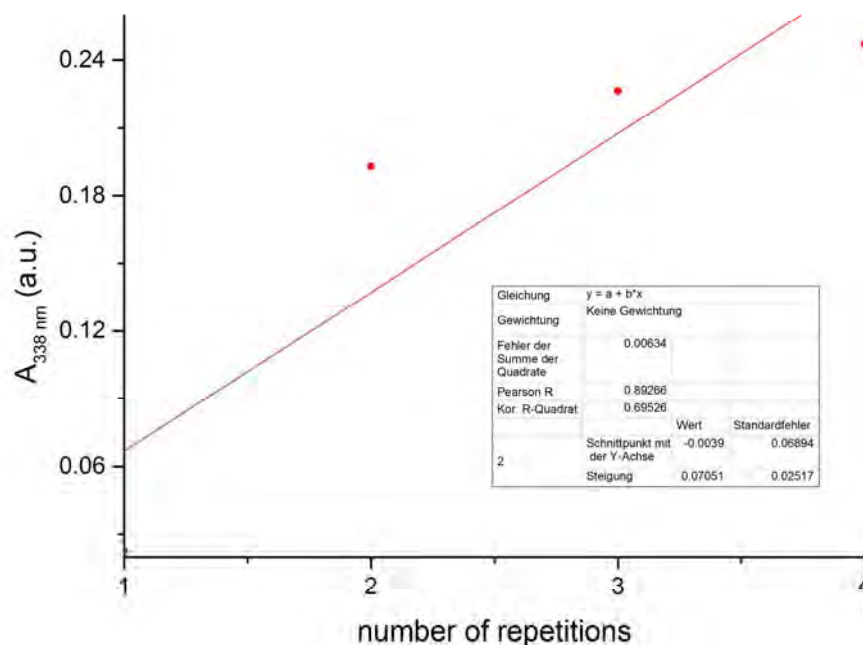 0.24
0.18
0.12
0.06
A338 nm (a.u.)
1 2 3 4
number of repetitions
Gleichung y = a + b*x
Gewichtung Keine Gewichtung
Fehler der
Summe der
Quadrate 0.00634
Pearson R 0.89266
Kor. R-Quadrat 0.69526
Wert Standardfehler
2 Schnittpunkt mit
der Y-Achse -0.0039 0.06894
Steigung 0.07051 0.02517